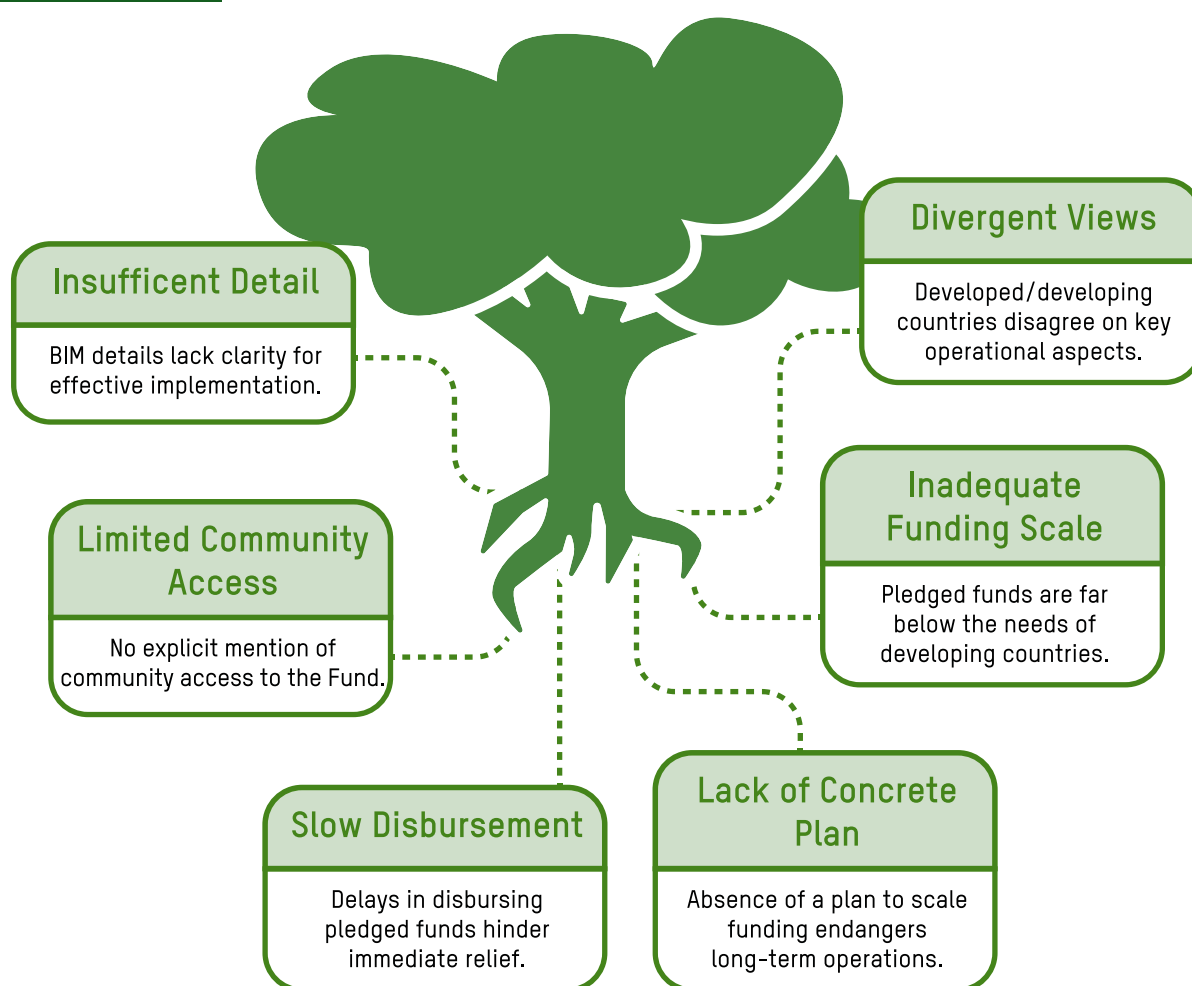 Insufficent Detail
BIM details lack clarity for
effective implementation.
Divergent Views
Developed/developing
countries disagree on key
operational aspects.
Limited Community
Access
No explicit mention of
community access to the Fund.
Inadequate
Funding Scale
Pledged funds are far
below the needs of
developing countries.
Slow Disbursement
Delays in disbursing
pledged funds hinder
immediate relief.
Lack of Concrete
Plan
Absence of a plan to scale
funding endangers
long-term operations.